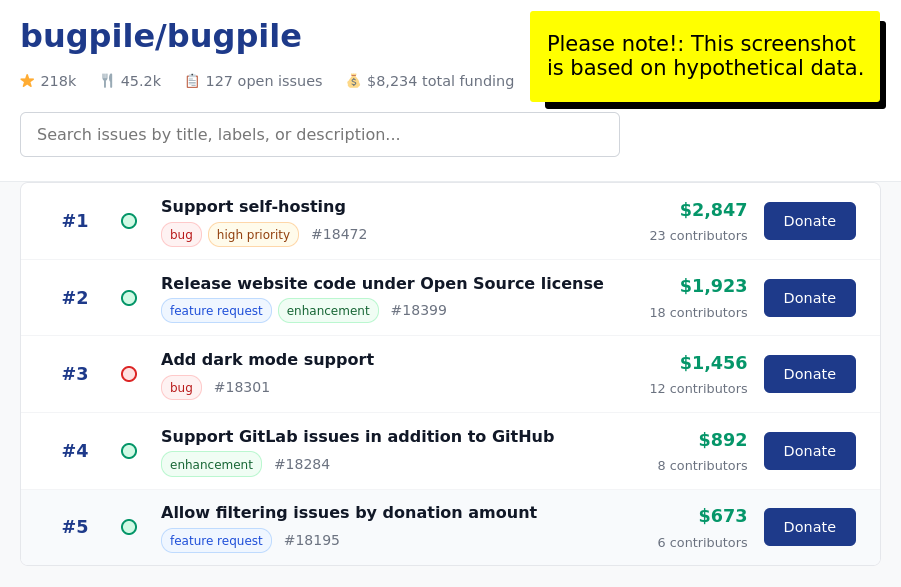 bugpile/bugpile
Please note!: This screenshot
is based on hypothetical data.
218k 45.2k 127 open issues $8,234 total funding
Search issues by title, labels, or description...
#1 Support self-hosting $2,847 Donate
bug high priority #18472 23 contributors
#2 Release website code under Open Source license $1,923 Donate
feature request enhancement #18399 18 contributors
#3 Add dark mode support $1,456 Donate
bug #18301 12 contributors
#4 Support GitLab issues in addition to GitHub $892 Donate
enhancement #18284 8 contributors
#5 Allow filtering issues by donation amount $673 Donate
feature request #18195 6 contributors